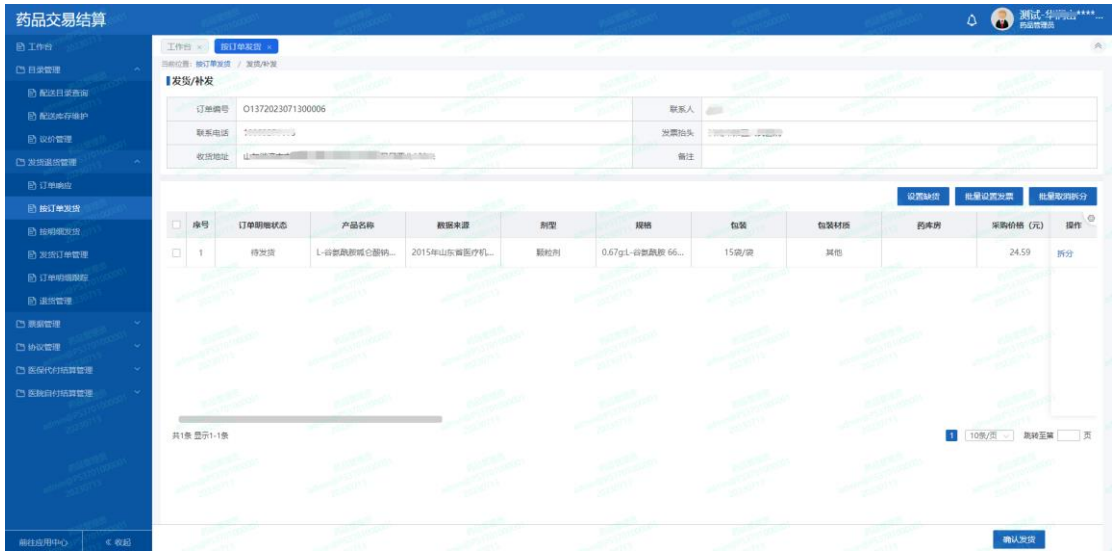 药品交易结算
测试-华润山****...
药品管理员
工作台
目录管理
配送目录查询
配送库存维护
议价管理
发货退货管理
订单响应
按订单发货
按明细发货
发货订单管理
订单明细跟踪
退货管理
票据管理
协议管理
医保代付结算管理
医院自付结算管理
前往应用中心 « 收起
工作台 × 按订单发货 ×
当前位置: 按订单发货 / 发货/补发
发货/补发
订单编号 O1372023071300006 联系人
联系电话 发票抬头
收货地址 备注
设置缺货 批量设置发票 批量取消拆分
序号 订单明细状态 产品名称 数据来源 剂型 规格 包装 包装材质 药库房 采购价格 (元) 操作
1 待发货 L-谷氨酰胺呱仑酸钠... 2015年山东省医疗机... 颗粒剂 0.67g:L-谷氨酰胺 66... 15袋/袋 其他 24.59 拆分
共1条 显示1-1条 1 10条/页 跳转至第 页
确认发货